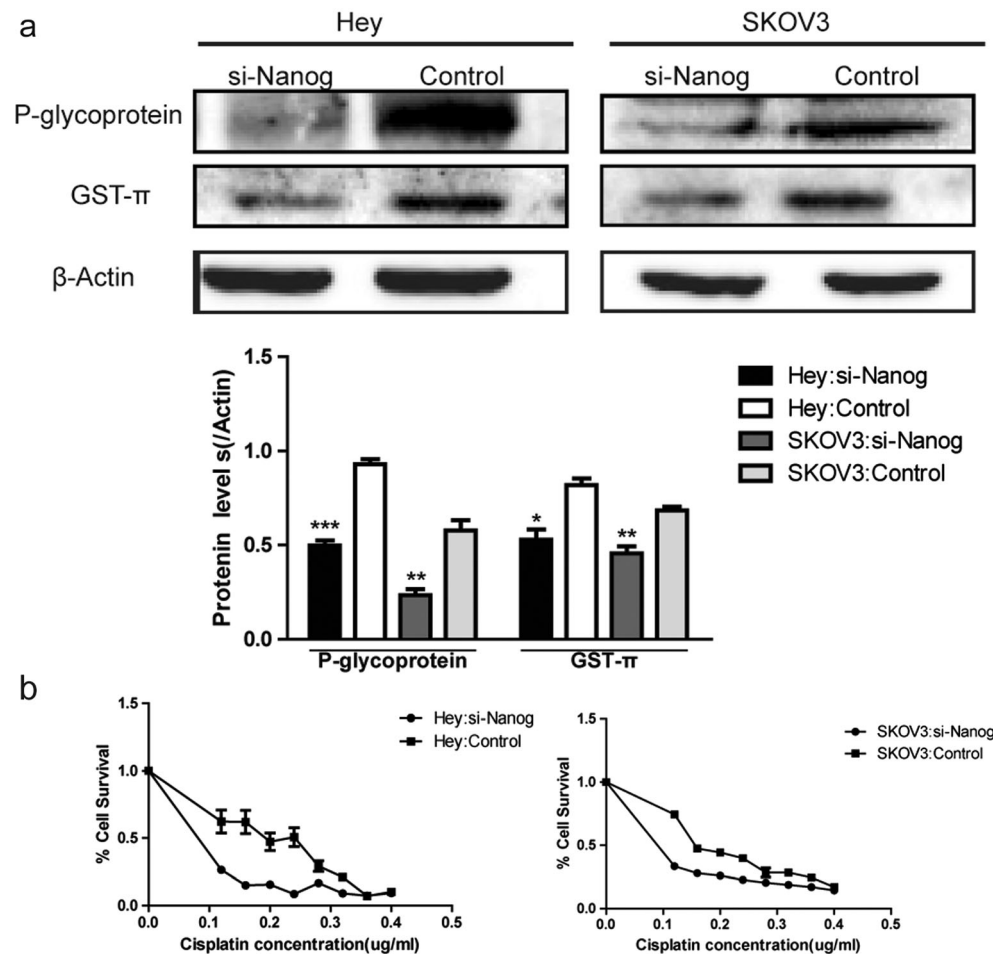 a
Hey
SKOV3
si-Nanog Control
si-Nanog Control
P-glycoprotein
GST-π
β-Actin
Protenin level s(/Actin)
1.5
1.0
0.5
0.0
***
**
*
**
P-glycoprotein
GST-π
Hey:si-Nanog
Hey:Control
SKOV3:si-Nanog
SKOV3:Control
b
% Cell Survival
1.5
1.0
0.5
0.0
0.0 0.1 0.2 0.3 0.4 0.5
Cisplatin concentration(ug/ml)
Hey:si-Nanog
Hey:Control
% Cell Survival
1.5
1.0
0.5
0.0
0.0 0.1 0.2 0.3 0.4 0.5
Cisplatin concentration(ug/ml)
SKOV3:si-Nanog
SKOV3:Control